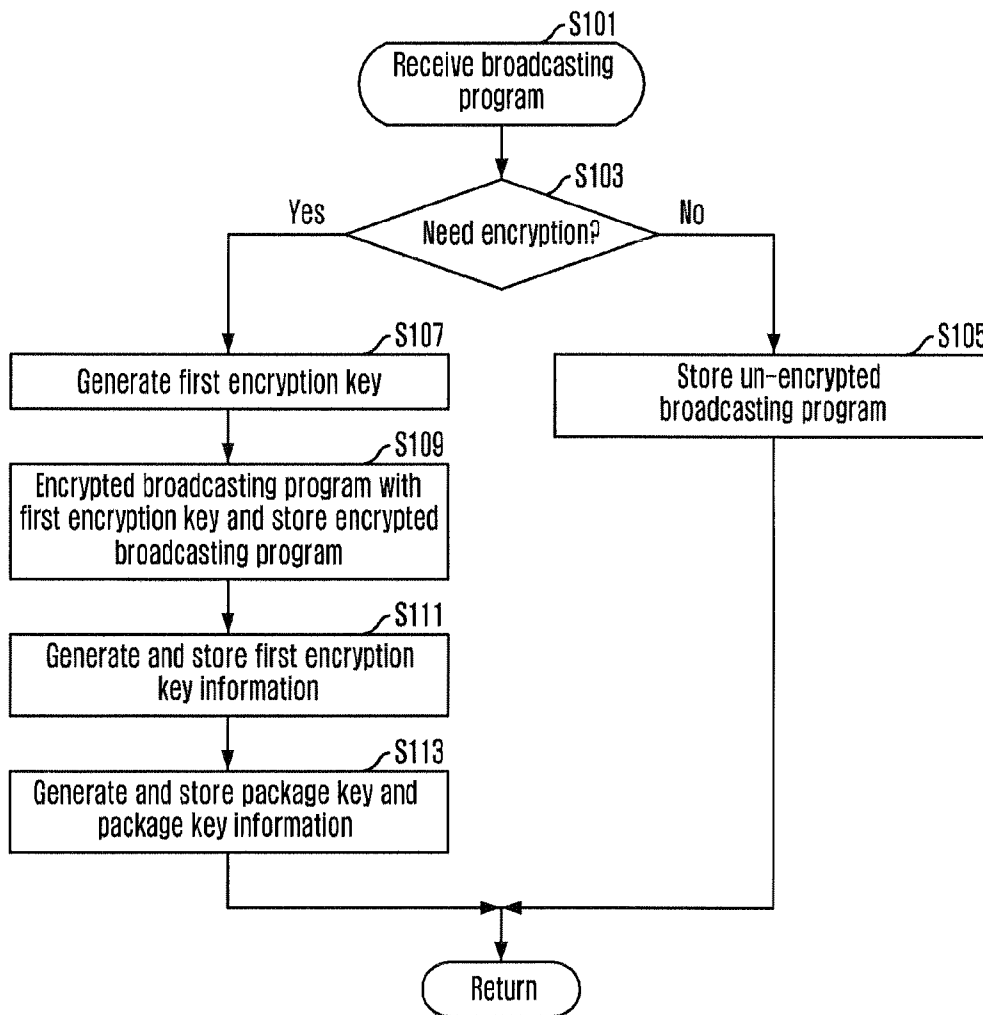 S101
Receive broadcasting
program
S103
Yes
Need encryption?
No
S107
Generate first encryption key
S105
Store un-encrypted
broadcasting program
S109
Encrypted broadcasting program with
first encryption key and store encrypted
broadcasting program
S111
Generate and store first encryption
key information
S113
Generate and store package key and
package key information
Return